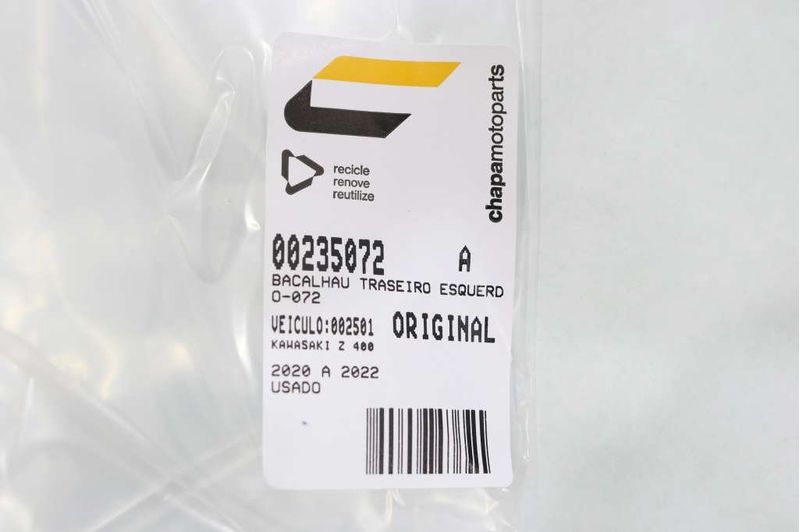 chapamotoparts
recicle
renove
reutilize
00235072 A
BACALHAU TRASEIRO ESQUERD
O-072
VEICULO:002501 ORIGINAL
KAWASAKI Z 400
2020 A 2022
USADO